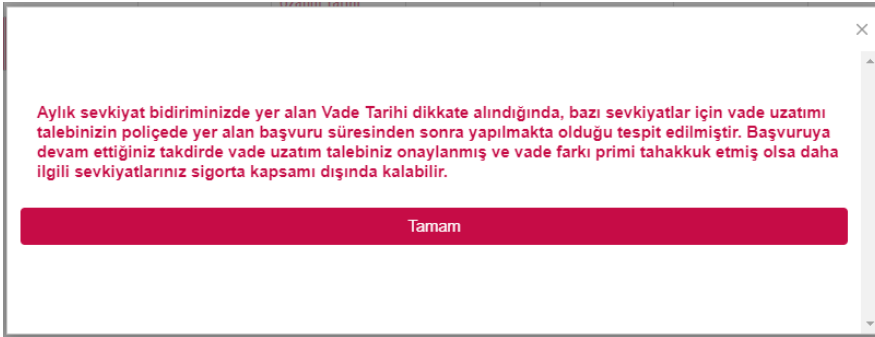 ×
Aylık sevkiyat bidiriminizde yer alan Vade Tarihi dikkate alındığında, bazı sevkiyatlar için vade uzatımı
talebinizin poliçede yer alan başvuru süresinden sonra yapılmakta olduğu tespit edilmiştir. Başvuruya
devam ettiğiniz takdirde vade uzatım talebiniz onaylanmış ve vade farkı primi tahakkuk etmiş olsa daha
ilgili sevkiyatlarınız sigorta kapsamı dışında kalabilir.
Tamam